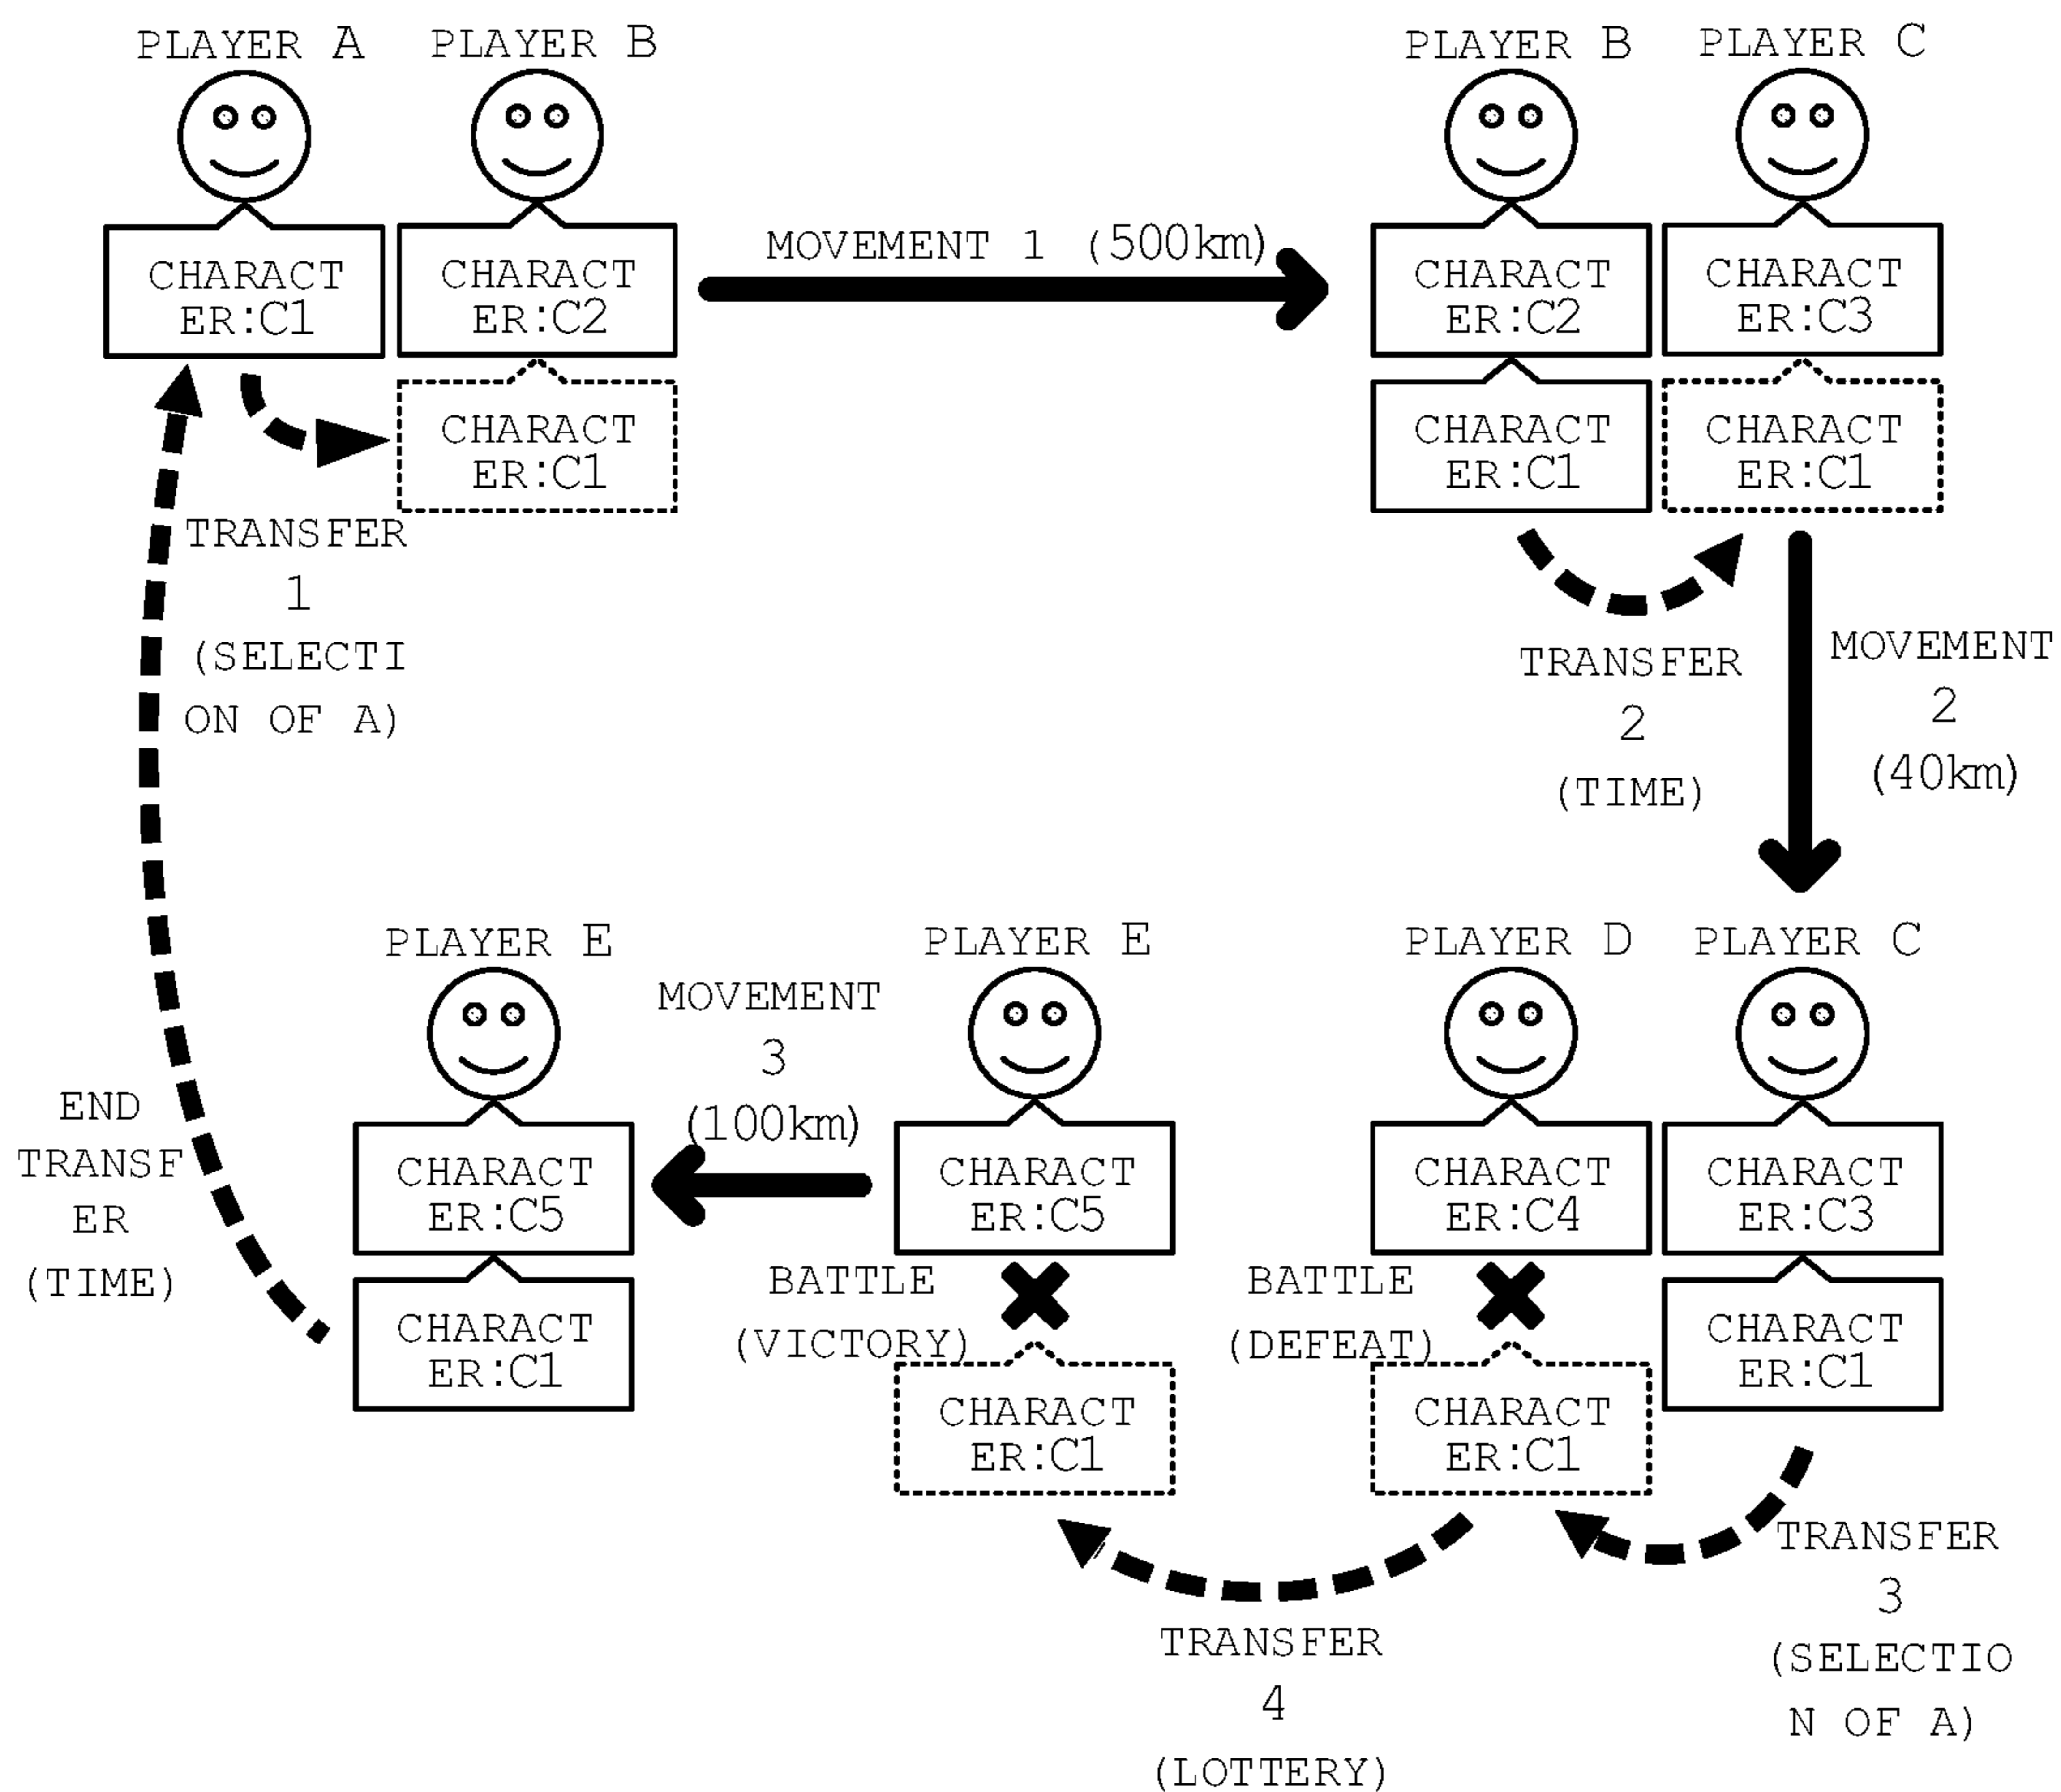 PLAYER A
PLAYER B
PLAYER B
PLAYER C
CHARACT
ER:C1
CHARACT
ER:C2
MOVEMENT 1 (500km)
CHARACT
ER:C2
CHARACT
ER:C3
CHARACT
ER:C1
CHARACT
ER:C1
CHARACT
ER:C1
TRANSFER
1
(SELECTI
ON OF A)
TRANSFER
2
(TIME)
MOVEMENT
2
(40km)
PLAYER E
PLAYER E
PLAYER D
PLAYER C
MOVEMENT
3
(100km)
END
TRANSF
ER
(TIME)
CHARACT
ER:C5
CHARACT
ER:C5
CHARACT
ER:C4
CHARACT
ER:C3
BATTLE
(VICTORY)
BATTLE
(DEFEAT)
CHARACT
ER:C1
CHARACT
ER:C1
CHARACT
ER:C1
CHARACT
ER:C1
TRANSFER
3
(SELECTIO
N OF A)
TRANSFER
4
(LOTTERY)